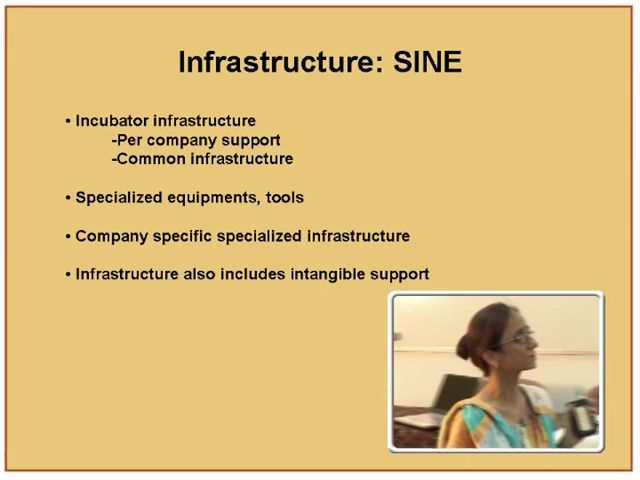 Infrastructure: SINE
• Incubator infrastructure
-Per company support
-Common infrastructure
• Specialized equipments, tools
• Company specific specialized infrastructure
• Infrastructure also includes intangible support